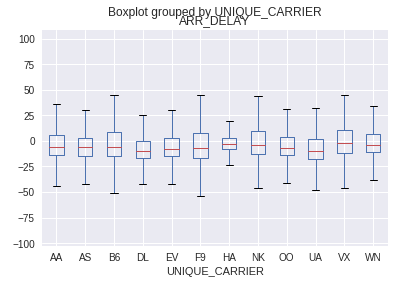 Boxplot grouped by UNIQUE_CARRIER
ARR_DELAY
100
75
50
25
0
−25
−50
−75
−100
AA AS B6 DL EV F9 HA NK OO UA VX WN
UNIQUE_CARRIER